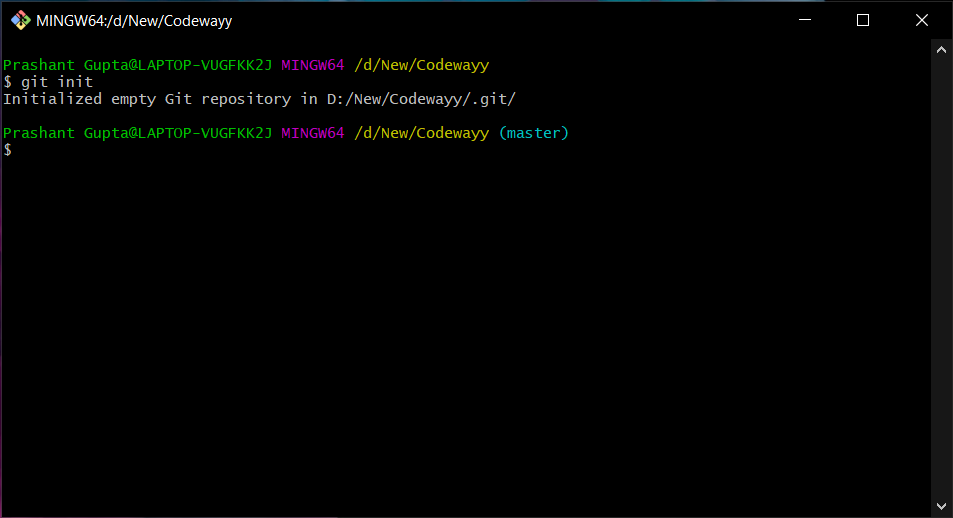 MINGW64:/d/New/Codewayy
Prashant Gupta@LAPTOP-VUGFKK2J MINGW64 /d/New/Codewayy
$ git init
Initialized empty Git repository in D:/New/Codewayy/.git/
Prashant Gupta@LAPTOP-VUGFKK2J MINGW64 /d/New/Codewayy (master)
$